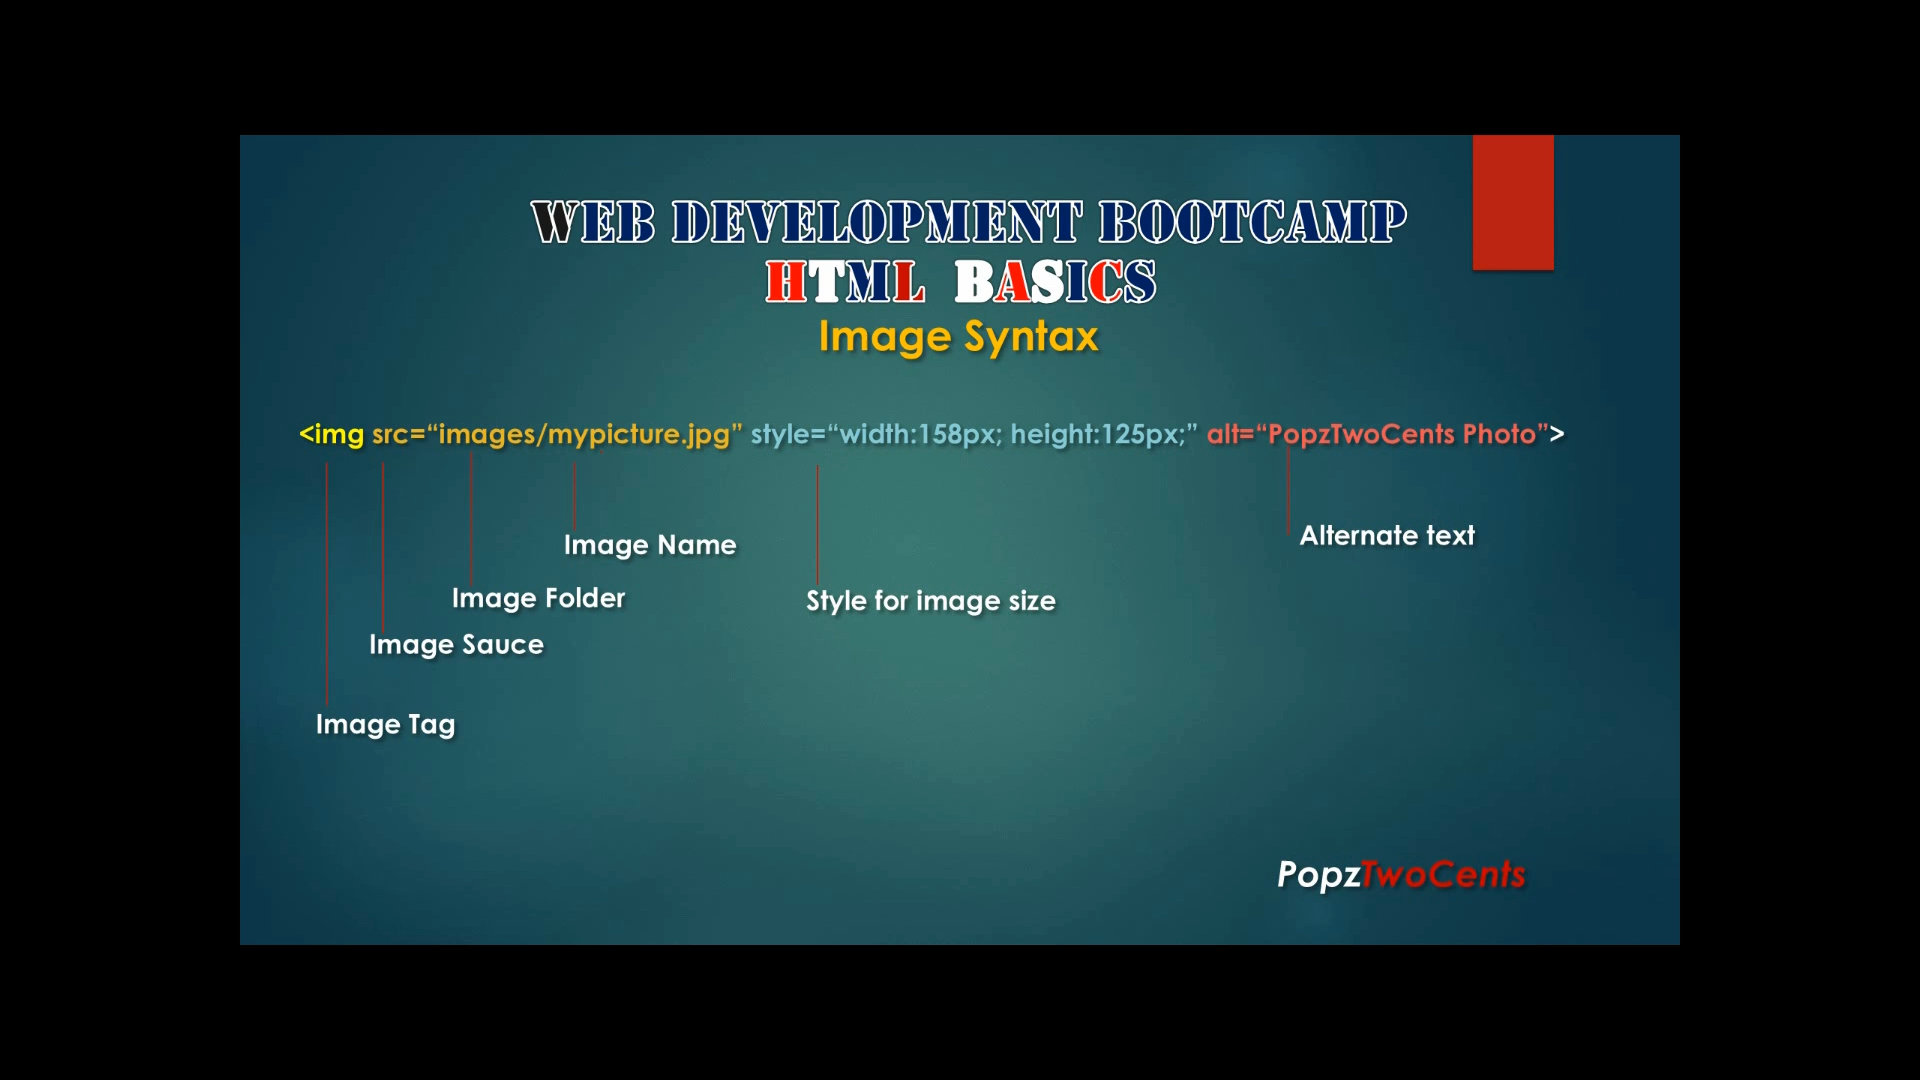 WEB DEVELOPMENT BOOTCAMP
HTML BASICS
Image Syntax
<img src=“images/mypicture.jpg” style=“width:158px; height:125px;” alt=“PopzTwoCents Photo”>
Alternate text
Image Name
Image Folder
Style for image size
Image Sauce
Image Tag
PopzTwoCents